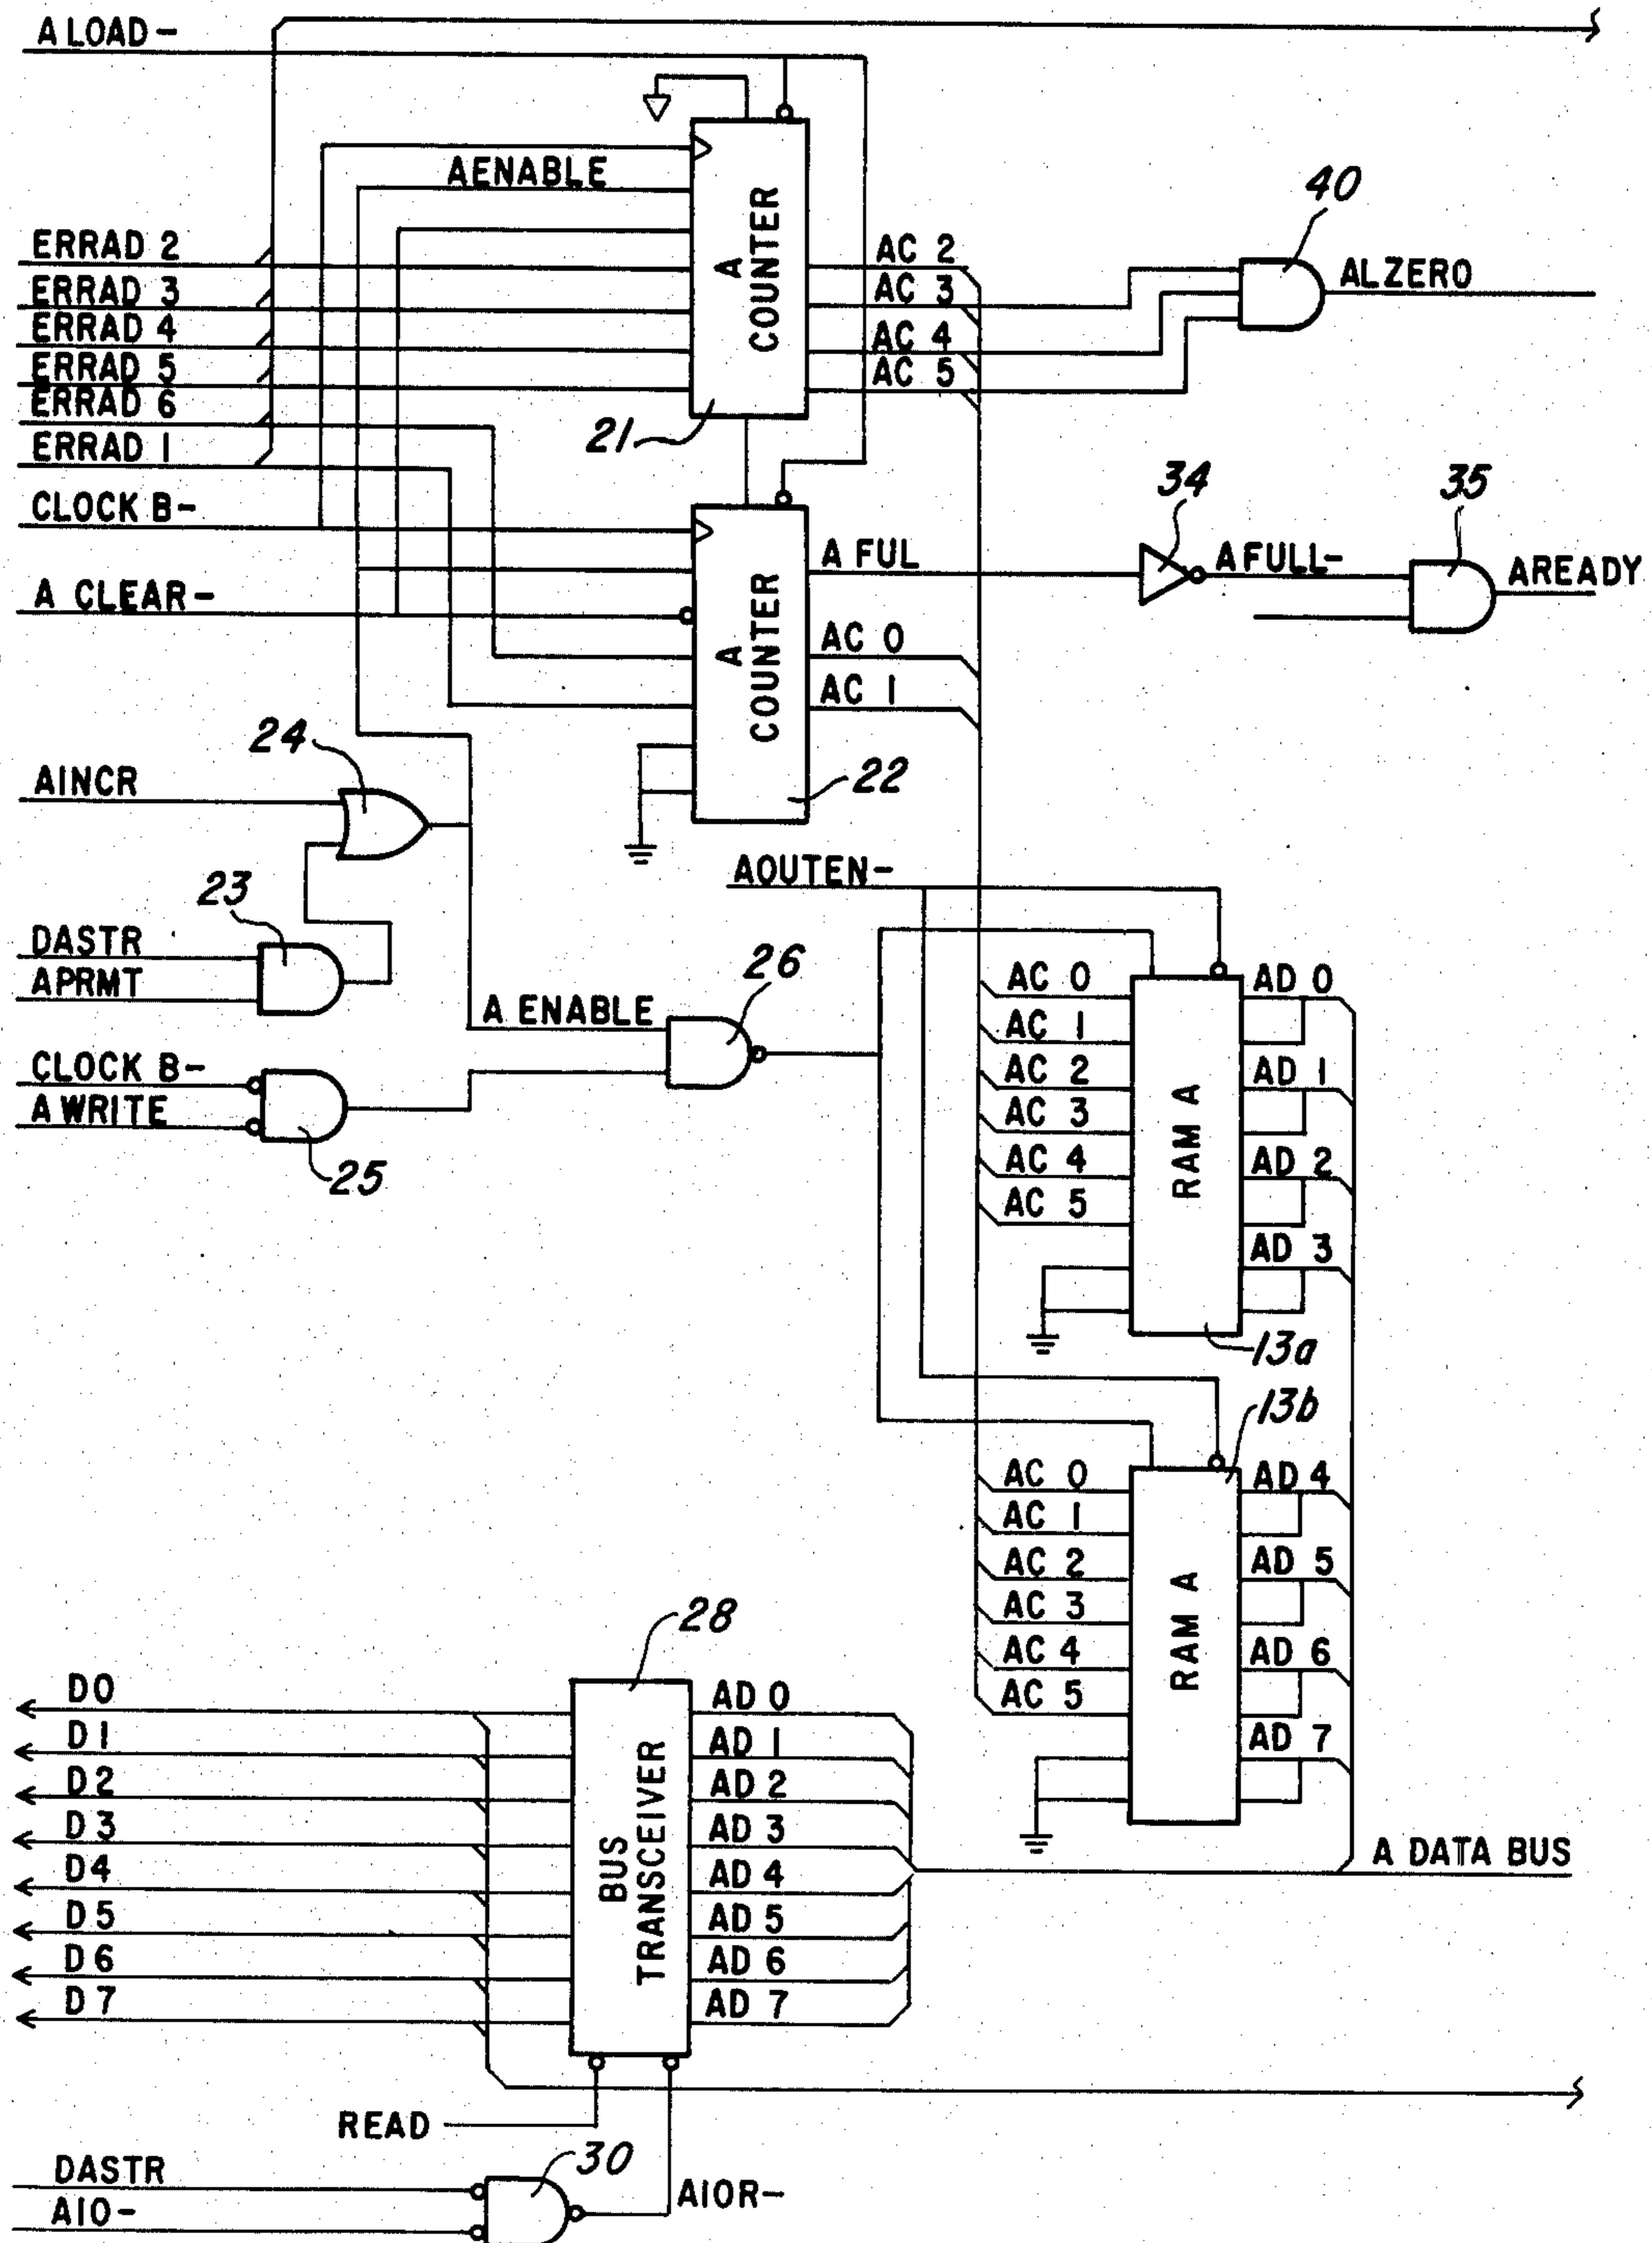 A LOAD-
AENABLE
40
ERRAD 2
ERRAD 3
ERRAD 4
ERRAD 5
ERRAD 6
ERRAD 1
A COUNTER
AC 2
AC 3
AC 4
AC 5
ALZERO
21
34
35
CLOCK B-
A FUL
A FULL-
AREADY
A CLEAR-
A COUNTER
AC 0
AC 1
24
22
AINCR
AOUTEN-
23
DASTR
APRMT
26
A ENABLE
CLOCK B-
A WRITE
25
AC 0
AC 1
AC 2
AC 3
AC 4
AC 5
RAM A
AD 0
AD 1
AD 2
AD 3
13a
13b
AC 0
AC 1
AC 2
AC 3
AC 4
AC 5
RAM A
AD 4
AD 5
AD 6
AD 7
28
D0
D1
D2
D3
D4
D5
D6
D7
BUS
TRANSCEIVER
AD 0
AD 1
AD 2
AD 3
AD 4
AD 5
AD 6
AD 7
A DATA BUS
READ
30
DASTR
AIO-
AIOR-